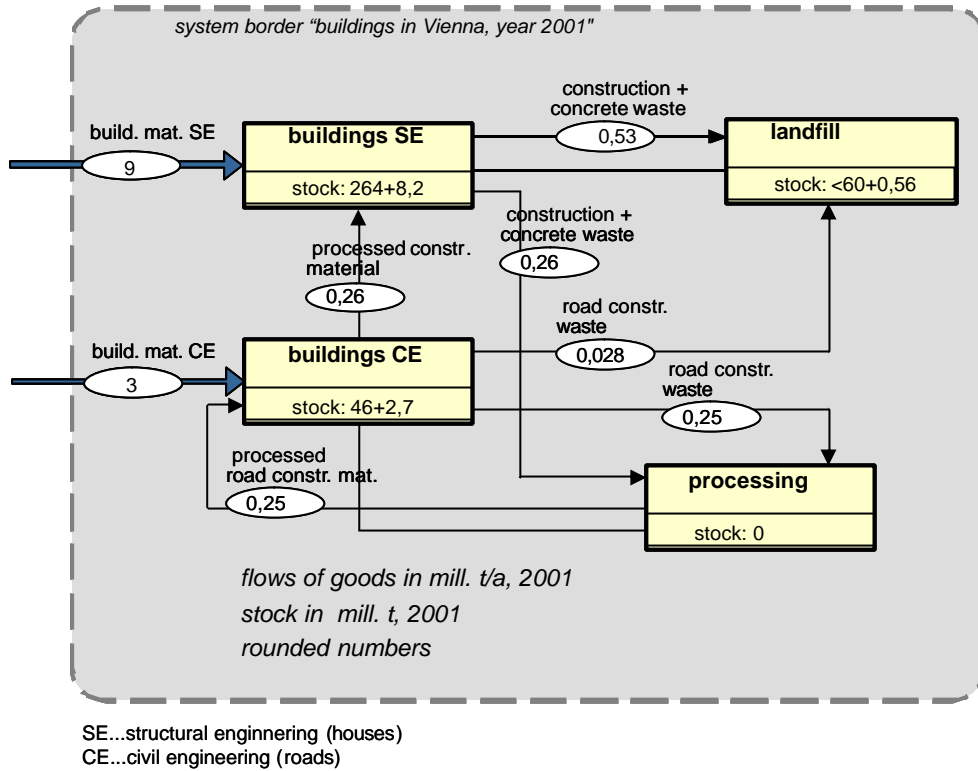 system border “buildings in Vienna, year 2001"
construction +
concrete waste
build. mat. SE
buildings SE
0,53
landfill
9
stock: 264+8,2
stock: <60+0,56
construction +
concrete waste
processed constr.
material
0,26
0,26
road constr.
waste
build. mat. CE
buildings CE
0,028
road constr.
waste
3
stock: 46+2,7
0,25
processed
road constr. mat.
processing
0,25
stock: 0
flows of goods in mill. t/a, 2001
stock in mill. t, 2001
rounded numbers
SE...structural enginnering (houses)
CE...civil engineering (roads)